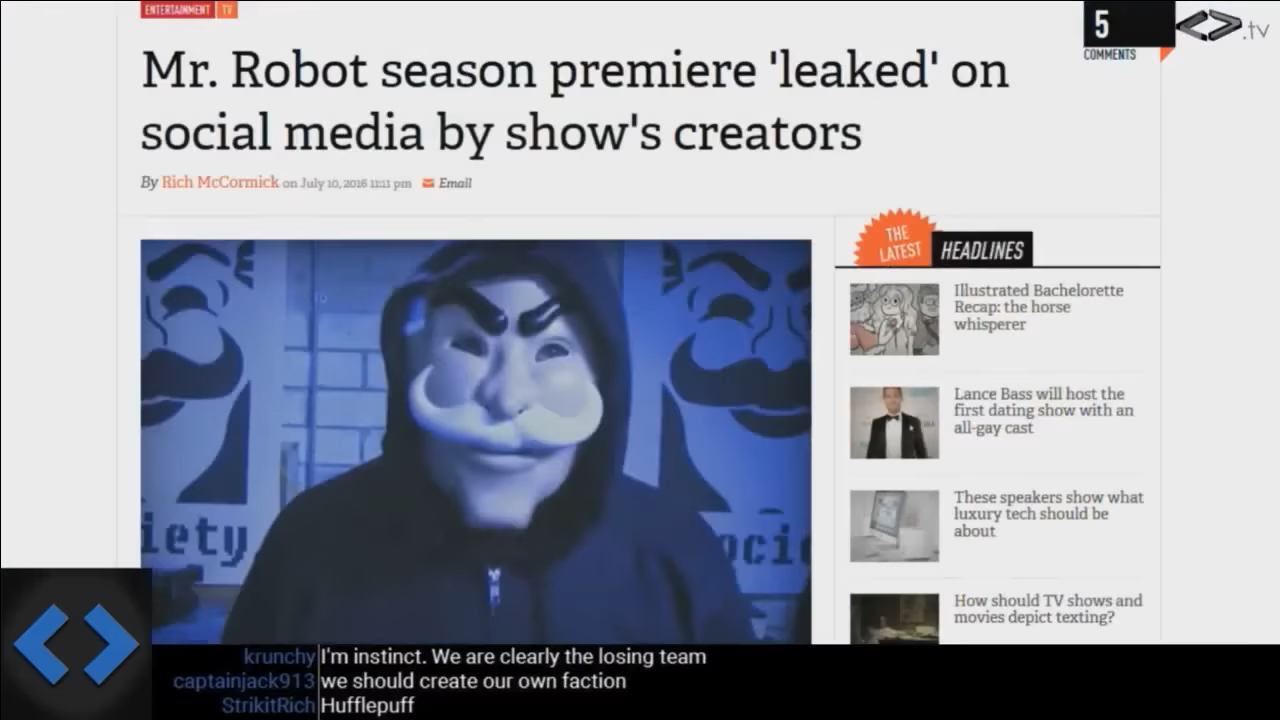 ENTERTAINMENT TV
5
COMMENTS
.tv
Mr. Robot season premiere 'leaked' on
social media by show's creators
By Rich McCormick on July 10, 2016 11:11 pm Email
THE
LATEST
HEADLINES
Illustrated Bachelorette
Recap: the horse
whisperer
Lance Bass will host the
first dating show with an
all-gay cast
These speakers show what
luxury tech should be
about
How should TV shows and
movies depict texting?
iety
ocie
krunchy I'm instinct. We are clearly the losing team
captainjack913 we should create our own faction
StrikitRich Hufflepuff